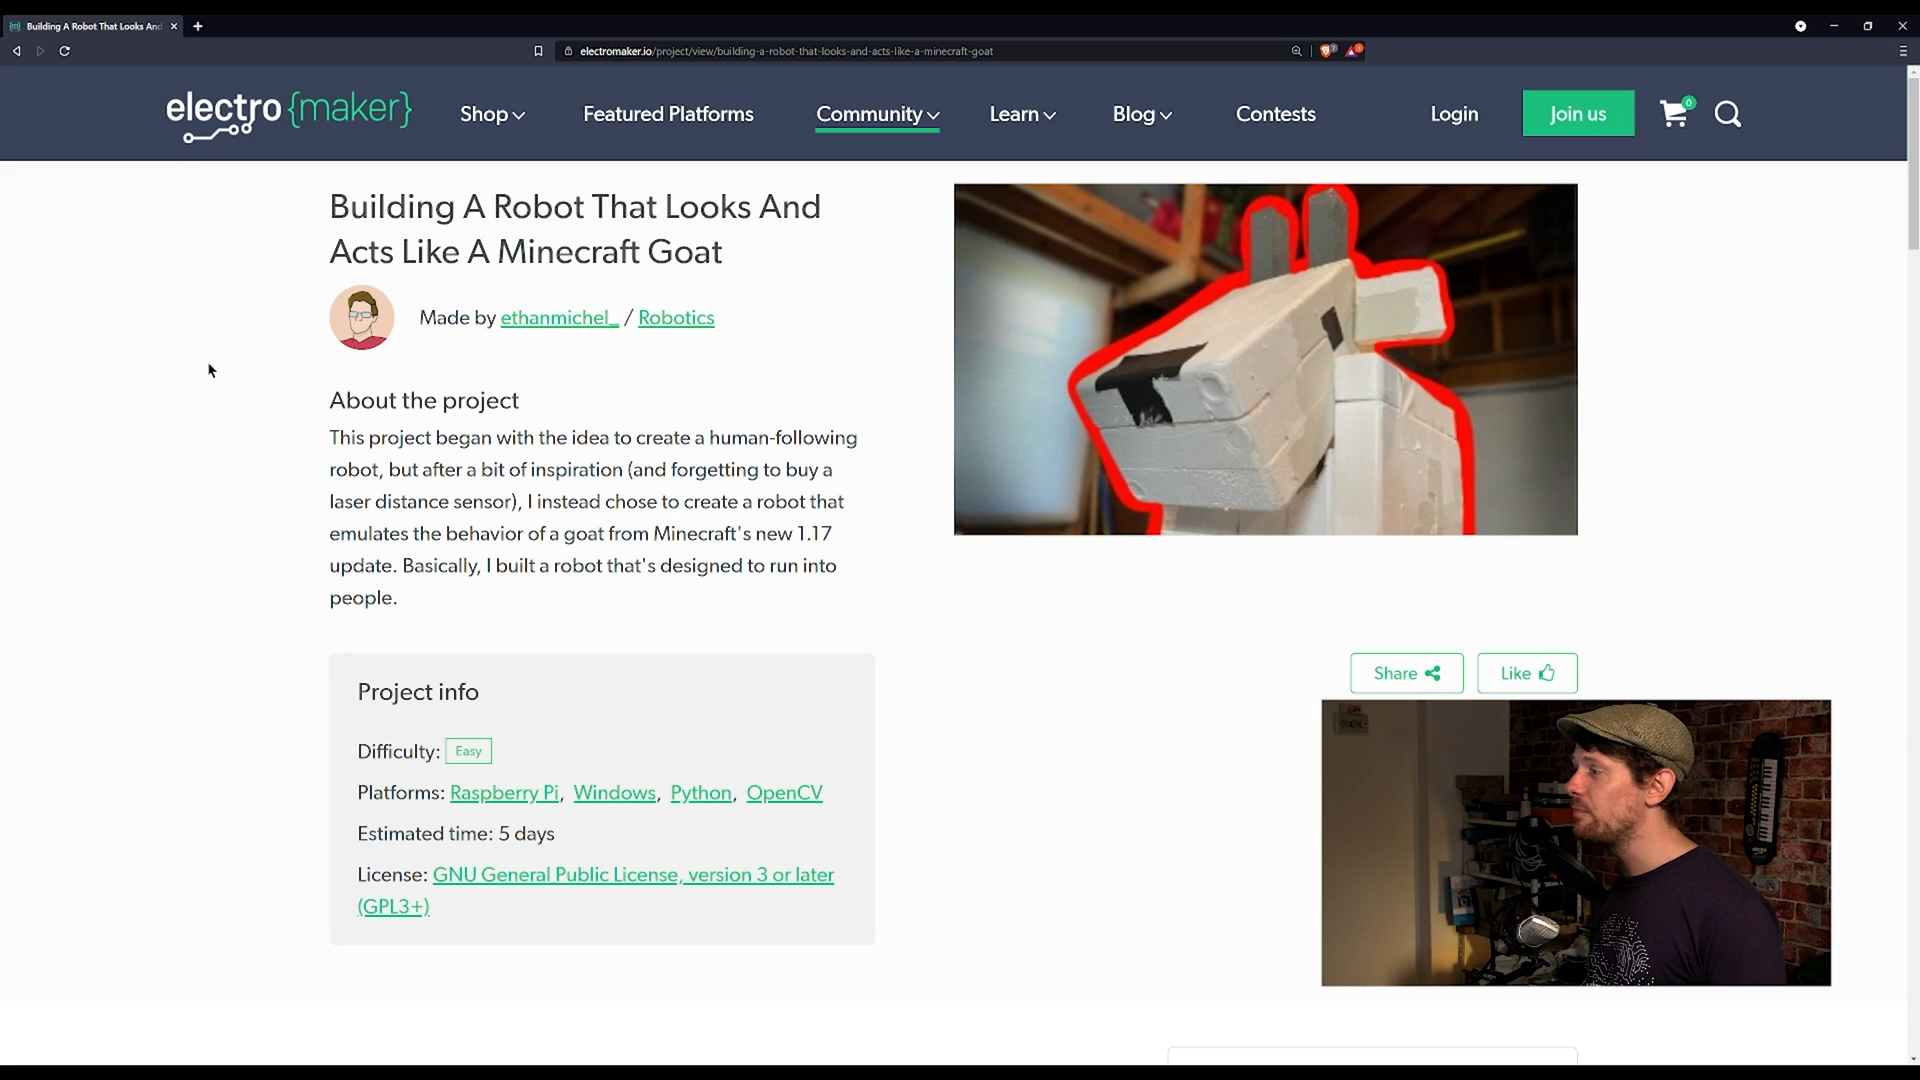 Building A Robot That Looks And
electromaker.io/project/view/building-a-robot-that-looks-and-acts-like-a-minecraft-goat
electro {maker}
Shop
Featured Platforms
Community
Learn
Blog
Contests
Login
Join us
0
Building A Robot That Looks And
Acts Like A Minecraft Goat
Made by ethanmichel_ / Robotics
About the project
This project began with the idea to create a human-following
robot, but after a bit of inspiration (and forgetting to buy a
laser distance sensor), I instead chose to create a robot that
emulates the behavior of a goat from Minecraft's new 1.17
update. Basically, I built a robot that's designed to run into
people.
Share
Like
Project info
Difficulty: Easy
Platforms: Raspberry Pi, Windows, Python, OpenCV
Estimated time: 5 days
License: GNU General Public License, version 3 or later
(GPL3+)